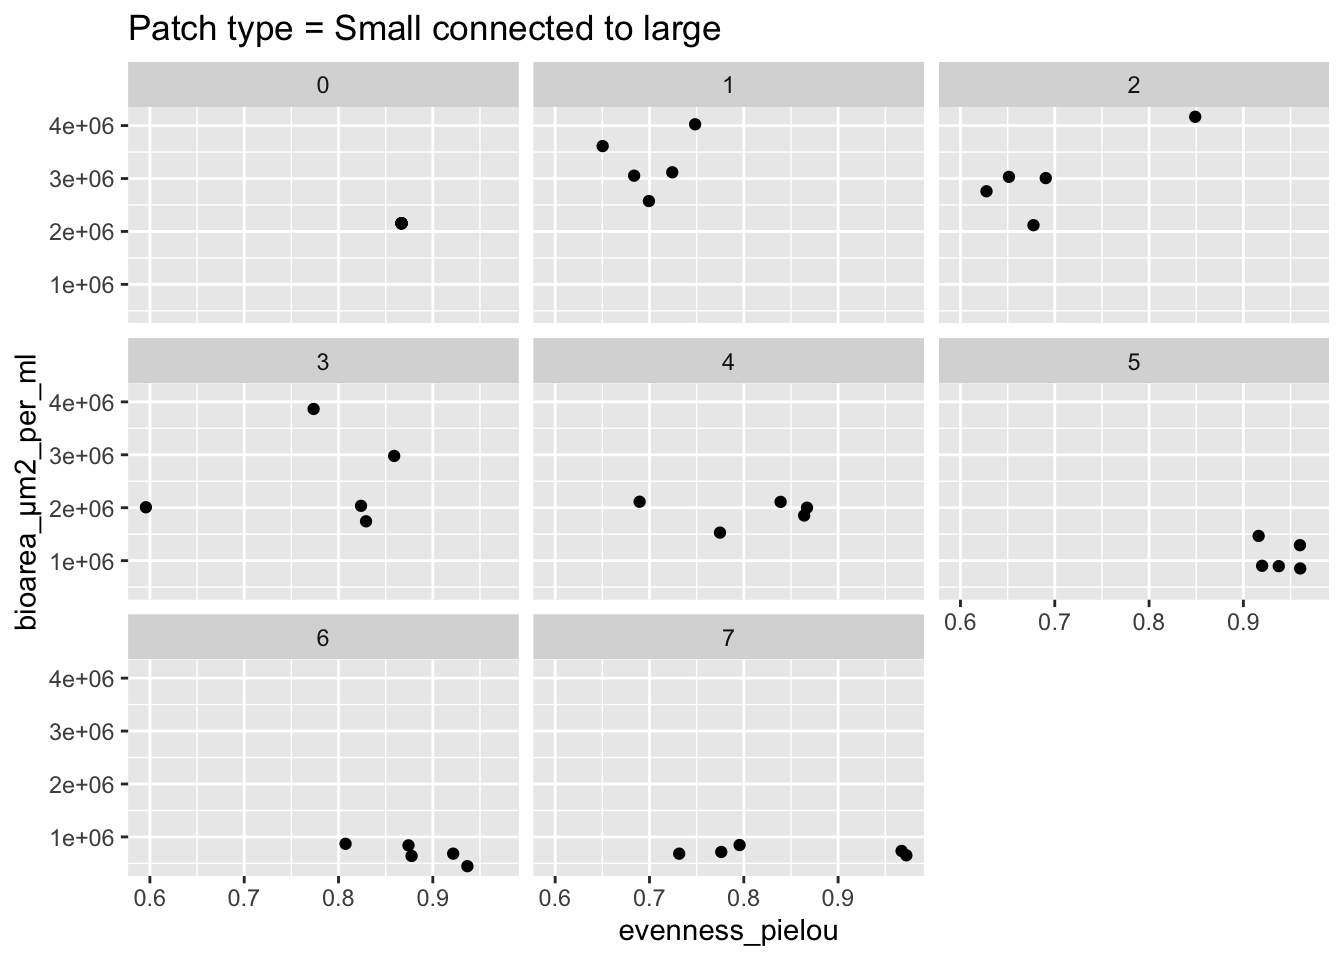 Patch type = Small connected to large
0 1 2
4e+06
3e+06
2e+06
1e+06
3 4 5
4e+06
3e+06
2e+06
1e+06
0.6 0.7 0.8 0.9
6 7
4e+06
3e+06
2e+06
1e+06
0.6 0.7 0.8 0.9 0.6 0.7 0.8 0.9
evenness_pielou
bioarea_µm2_per_ml